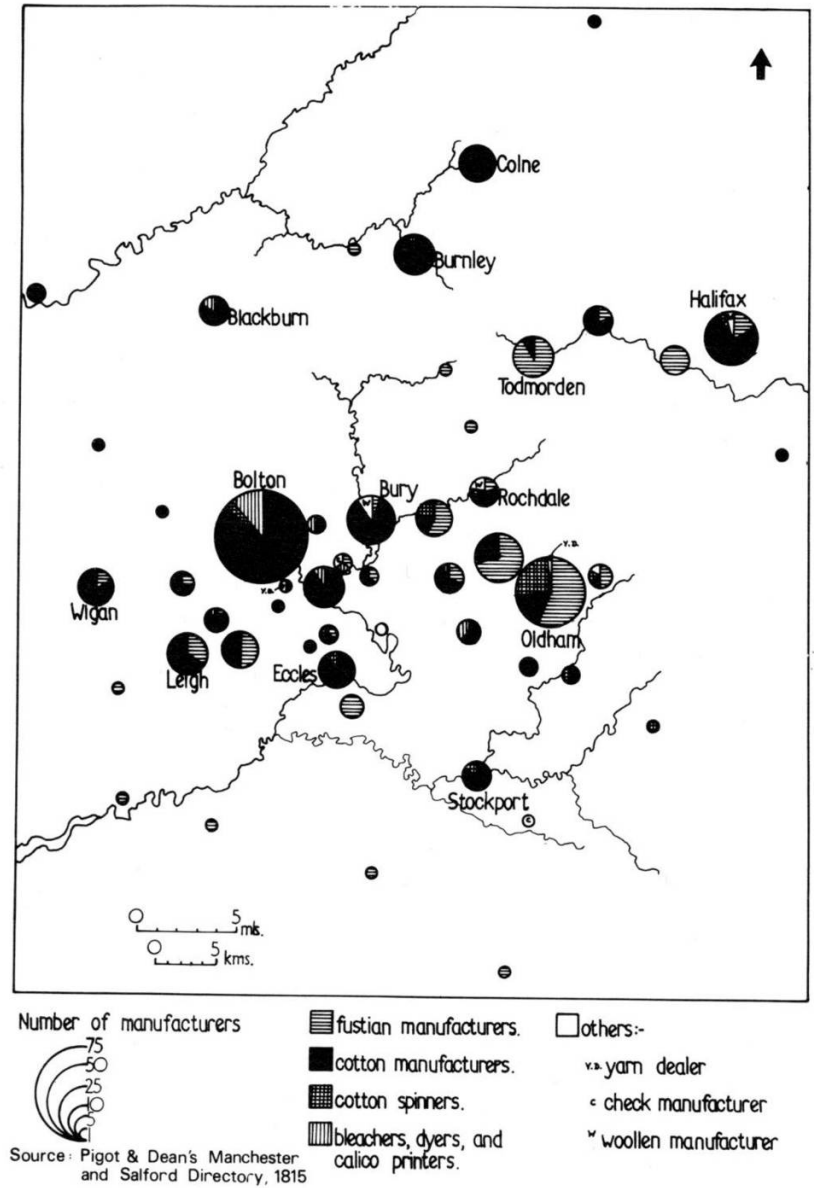 Colne
Burnley
Halifax
Blackburn
Todmorden
Bolton
Bury
W
W
Rochdale
Y.D.
Y.D.
Wigan
Oldham
Leigh
Eccles
Stockport
c
0 5
mls.
0 5
kms.
Number of manufacturers
75
50
25
10
5
1
Source: Pigot & Dean's Manchester
and Salford Directory, 1815
fustian manufacturers.
cotton manufacturers.
cotton spinners.
bleachers, dyers, and
calico printers.
others:-
Y.D. yarn dealer
c check manufacturer
W woollen manufacturer